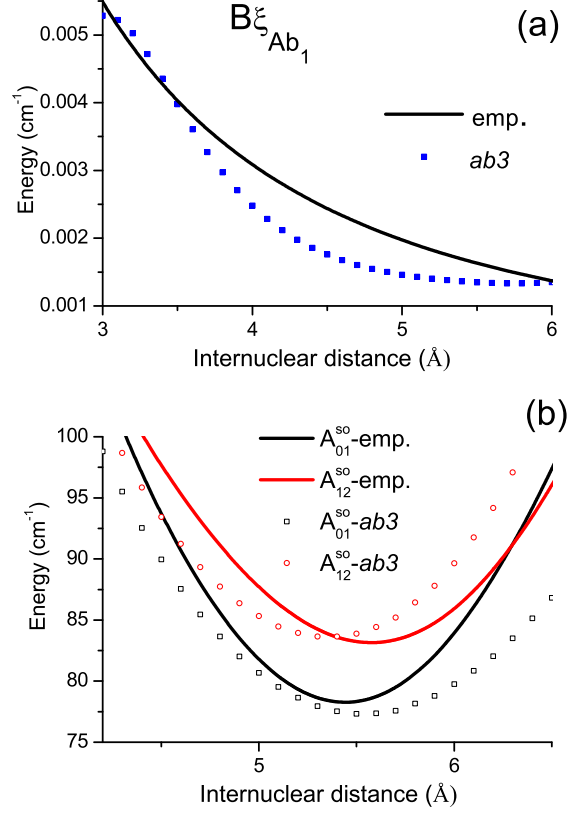 Bξ_Ab₁
(a)
0.005
0.004
0.003
0.002
0.001
Energy (cm⁻¹)
emp.
ab3
3
4
5
6
Internuclear distance (Å)
(b)
100
95
90
85
80
75
Energy (cm⁻¹)
A₀₁ˢᵒ-emp.
A₁₂ˢᵒ-emp.
A₀₁ˢᵒ-ab3
A₁₂ˢᵒ-ab3
5
6
Internuclear distance (Å)